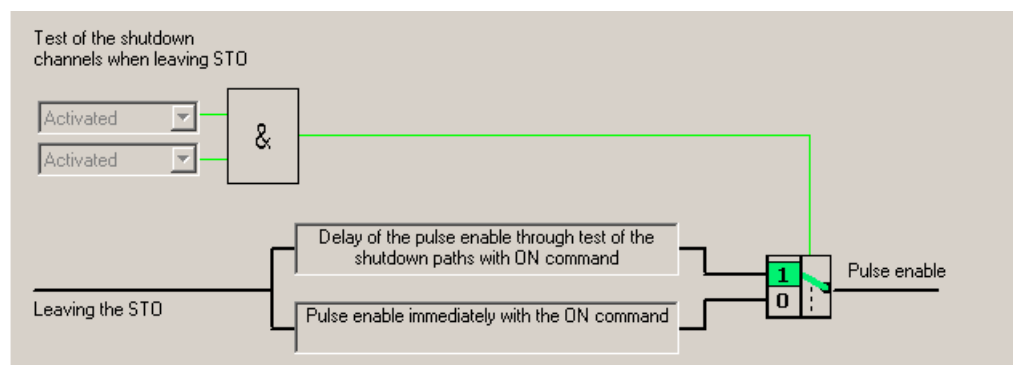 Test of the shutdown
channels when leaving STO
Activated
&
Activated
Delay of the pulse enable through test of the
shutdown paths with ON command
1
Pulse enable
0
Leaving the STO
Pulse enable immediately with the ON command